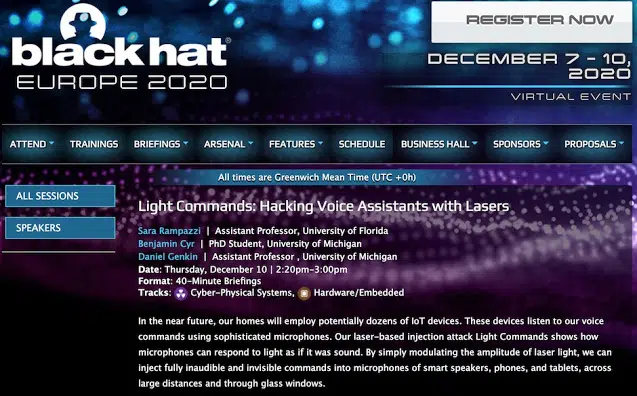 REGISTER NOW
black hat
EUROPE 2020
DECEMBER 7 - 10,
2020
VIRTUAL EVENT
ATTEND TRAININGS BRIEFINGS ARSENAL FEATURES SCHEDULE BUSINESS HALL SPONSORS PROPOSALS
All times are Greenwich Mean Time (UTC +0h)
ALL SESSIONS
SPEAKERS
Light Commands: Hacking Voice Assistants with Lasers
Sara Rampazzi | Assistant Professor, University of Florida
Benjamin Cyr | PhD Student, University of Michigan
Daniel Genkin | Assistant Professor , University of Michigan
Date: Thursday, December 10 | 2:20pm-3:00pm
Format: 40-Minute Briefings
Tracks: Cyber-Physical Systems, Hardware/Embedded
In the near future, our homes will employ potentially dozens of IoT devices. These devices listen to our voice
commands using sophisticated microphones. Our laser-based injection attack Light Commands shows how
microphones can respond to light as if it was sound. By simply modulating the amplitude of laser light, we can
inject fully inaudible and invisible commands into microphones of smart speakers, phones, and tablets, across
large distances and through glass windows.